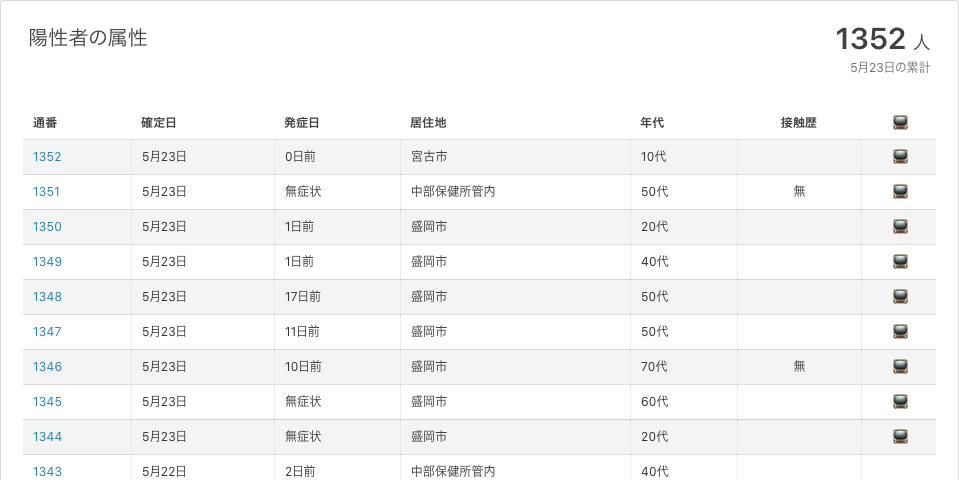 陽性者の属性
1352 人
5月23日の累計
通番 確定日 発症日 居住地 年代 接触歴
1352 5月23日 0日前 宮古市 10代
1351 5月23日 無症状 中部保健所管内 50代 無
1350 5月23日 1日前 盛岡市 20代
1349 5月23日 1日前 盛岡市 40代
1348 5月23日 17日前 盛岡市 50代
1347 5月23日 11日前 盛岡市 50代
1346 5月23日 10日前 盛岡市 70代 無
1345 5月23日 無症状 盛岡市 60代
1344 5月23日 無症状 盛岡市 20代
1343 5月22日 2日前 中部保健所管内 40代